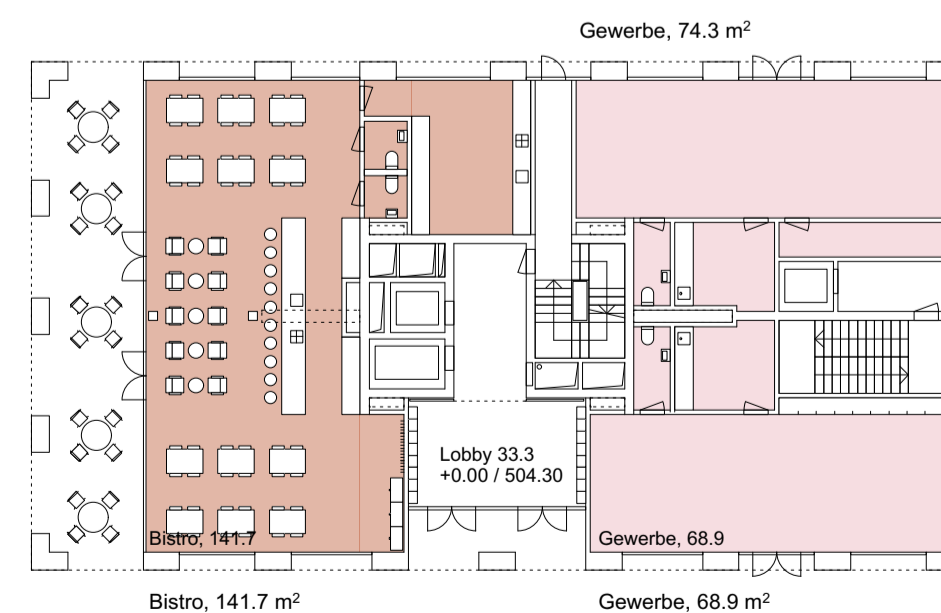 Gewerbe, 74.3 m²
Lobby 33.3
+0.00 / 504.30
Bistro, 141.7
Gewerbe, 68.9
Bistro, 141.7 m²
Gewerbe, 68.9 m²